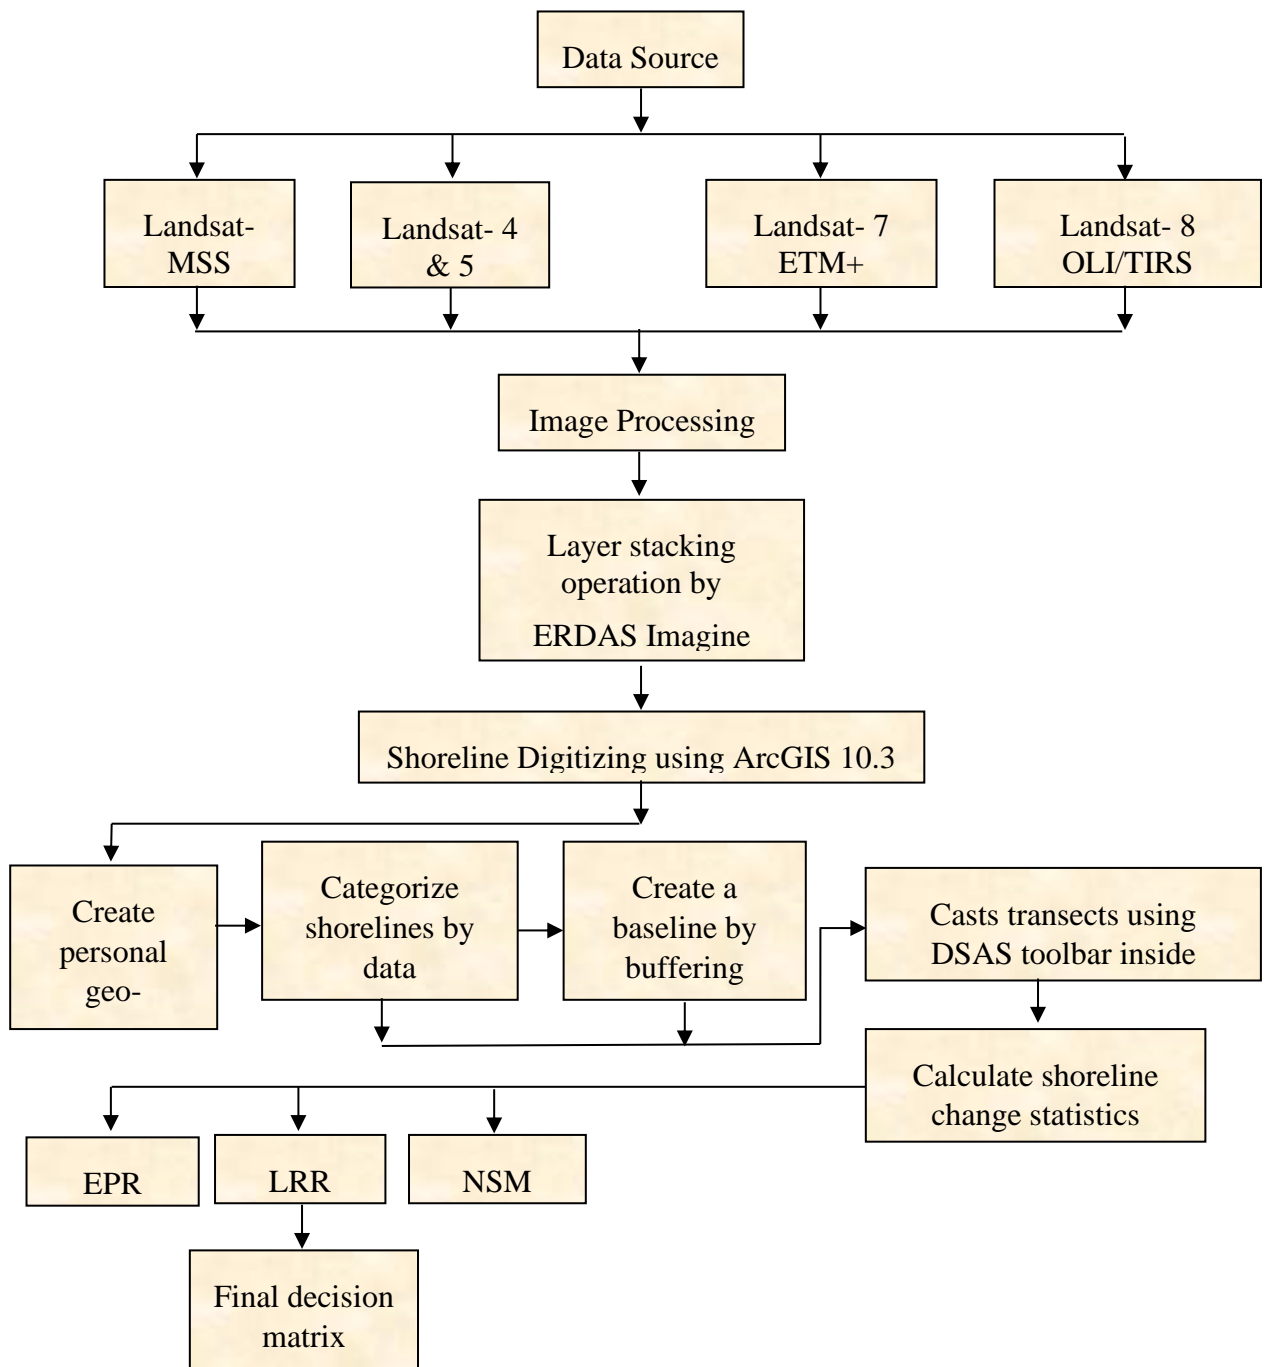 Data Source
Landsat-
MSS
Landsat- 4
& 5
Landsat- 7
ETM+
Landsat- 8
OLI/TIRS
Image Processing
Layer stacking
operation by
ERDAS Imagine
Shoreline Digitizing using ArcGIS 10.3
Create
personal
geo-
Categorize
shorelines by
data
Create a
baseline by
buffering
Casts transects using
DSAS toolbar inside
Calculate shoreline
change statistics
EPR
LRR
NSM
Final decision
matrix